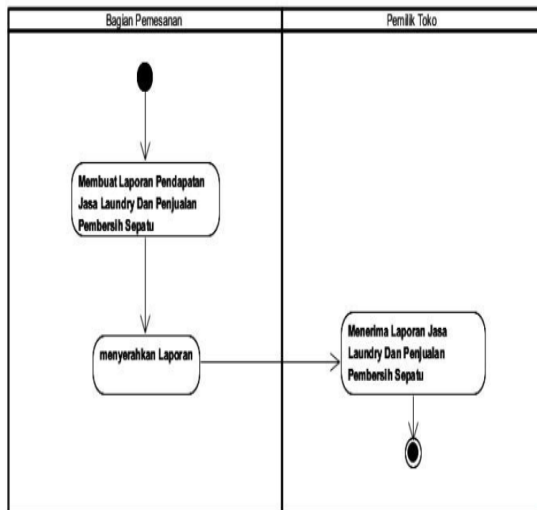 Bagian Pemesanan
Pemilik Toko
Membuat Laporan Pendapatan
Jasa Laundry Dan Penjualan
Pembersih Sepatu
menyerahkan Laporan
Menerima Laporan Jasa
Laundry Dan Penjualan
Pembersih Sepatu